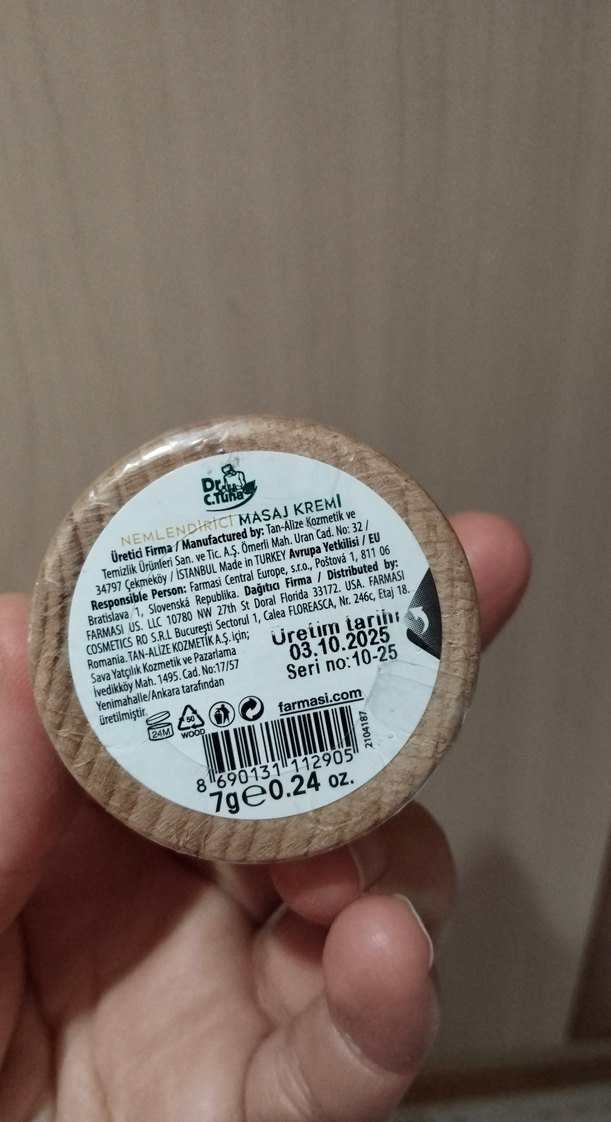 Dr.
C.Tuna
NEMLENDİRİCİ MASAJ KREMİ
Üretici Firma / Manufactured by: Tan-Alize Kozmetik ve
Temizlik Ürünleri San. ve Tic. A.Ş. Ömerli Mah. Uran Cad. No: 32 /
34797 Çekmeköy / İSTANBUL Made in TURKEY Avrupa Yetkilisi / EU
Responsible Person: Farmasi Central Europe, s.r.o., Poštová 1, 811 06
Bratislava 1, Slovenská Republika. Dağıtıcı Firma / Distributed by:
FARMASI US. LLC 10780 NW 27th St Doral Florida 33172. USA. FARMASI
COSMETICS RO S.R.L Bucureşti Sectorul 1, Calea FLOREASCA, Nr. 246c, Etaj 18.
Romania. TAN-ALİZE KOZMETİK A.Ş. için;
Sava Yatçılık Kozmetik ve Pazarlama
İvedikköy Mah. 1495. Cad. No:17/57
Yenimahalle/Ankara tarafından
üretilmiştir.
Üretim tarihi
03.10.2025
Seri no:10-25
farmasi.com
24M
50
WOOD
2104187
8 690131 112905
7g e 0.24 oz.